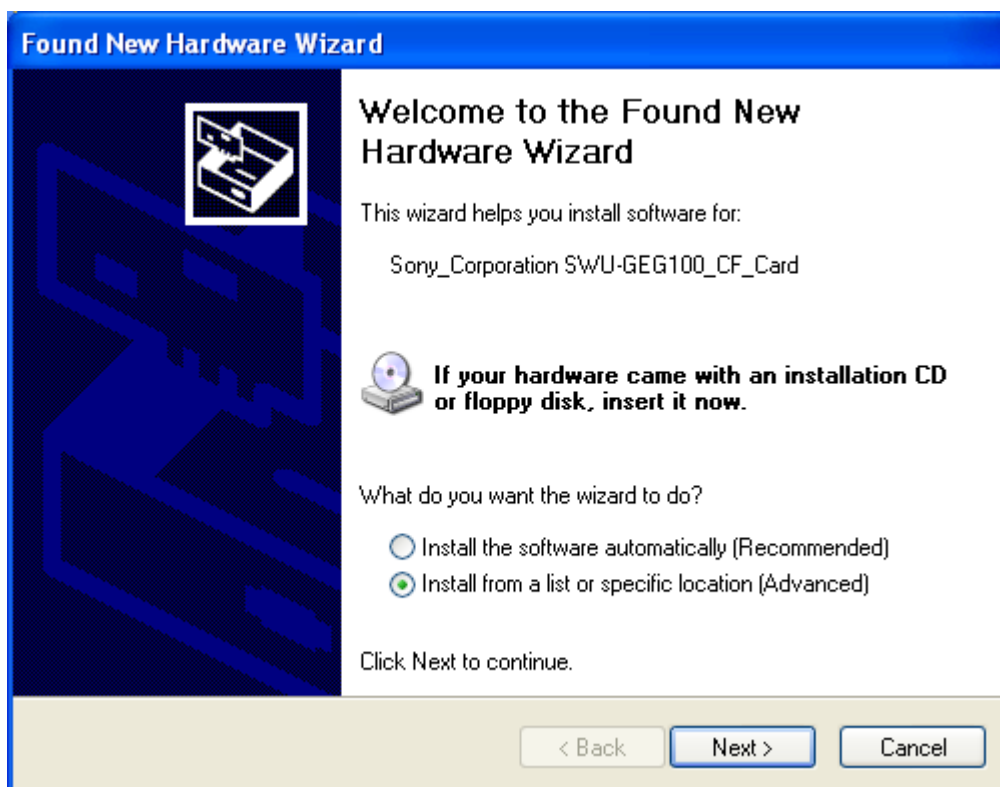 Found New Hardware Wizard
Welcome to the Found New
Hardware Wizard
This wizard helps you install software for:
Sony_Corporation SWU-GEG100_CF_Card
If your hardware came with an installation CD
or floppy disk, insert it now.
What do you want the wizard to do?
Install the software automatically (Recommended)
Install from a list or specific location (Advanced)
Click Next to continue.
< Back
Next >
Cancel